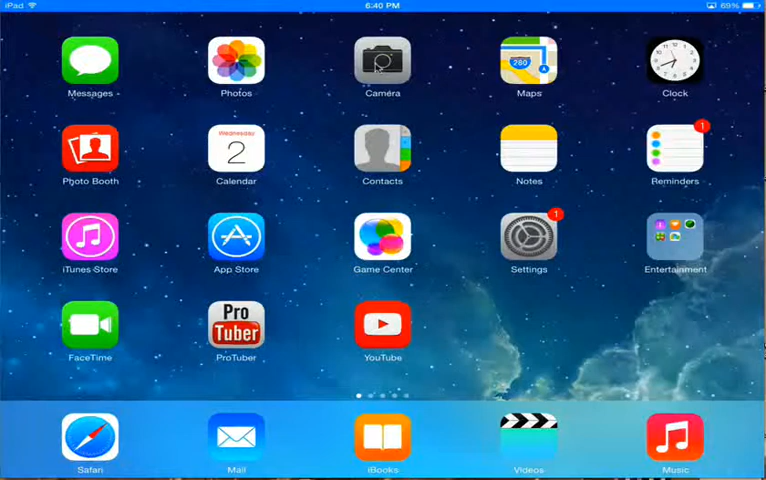 iPad 6:40 PM 69%
Messages Photos Camera Maps Clock
280
Wednesday 1
2
Photo Booth Calendar Contacts Notes Reminders
1
iTunes Store App Store Game Center Settings Entertainment
Pro
Tuber
FaceTime ProTuber YouTube
Safari Mail iBooks Videos Music